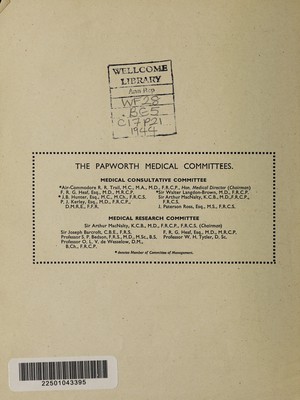 WELLCOME
LIBRARY
WF28
.BE5
C17P21
1944
THE PAPWORTH MEDICAL COMMITTEES.
MEDICAL CONSULTATIVE COMMITTEE
*Air-Commodore R. R. Trail, M.C., M.A., M.D., F.R.C.P., Hon. Medical Director (Chairman)
F. R. G. Heaf, Esq., M.D., M.R.C.P.
*Sir Walter Langdon-Brown, M.D., F.R.C.P.
*J.B. Hunter, Esq., M.C., M.Ch., F.R.C.S.
Sir Arthur MacNalty, K.C.B., M.D., F.R.C.P.,
F.R.C.S.
P. J. Kerley, Esq., M.D., F.R.C.P.,
D.M.R.E., F.F.R.
J. Paterson Ross, Esq., M.S., F.R.C.S.
MEDICAL RESEARCH COMMITTEE
Sir Arthur MacNalty, K.C.B., M.D., F.R.C.P., F.R.C.S. (Chairman)
Sir Joseph Barcroft, C.B.E., F.R.S.
F. R. G. Heaf, Esq., M.D., M.R.C.P.
Professor S. P. Bedson, F.R.S., M.D., M.Sc., B.S.
Professor W. H. Tytler, D. Sc.
Professor O. L. V. de Wesselow, D.M.,
B.Ch., F.R.C.P.
* denotes Member of Committee of Management.
22501043395